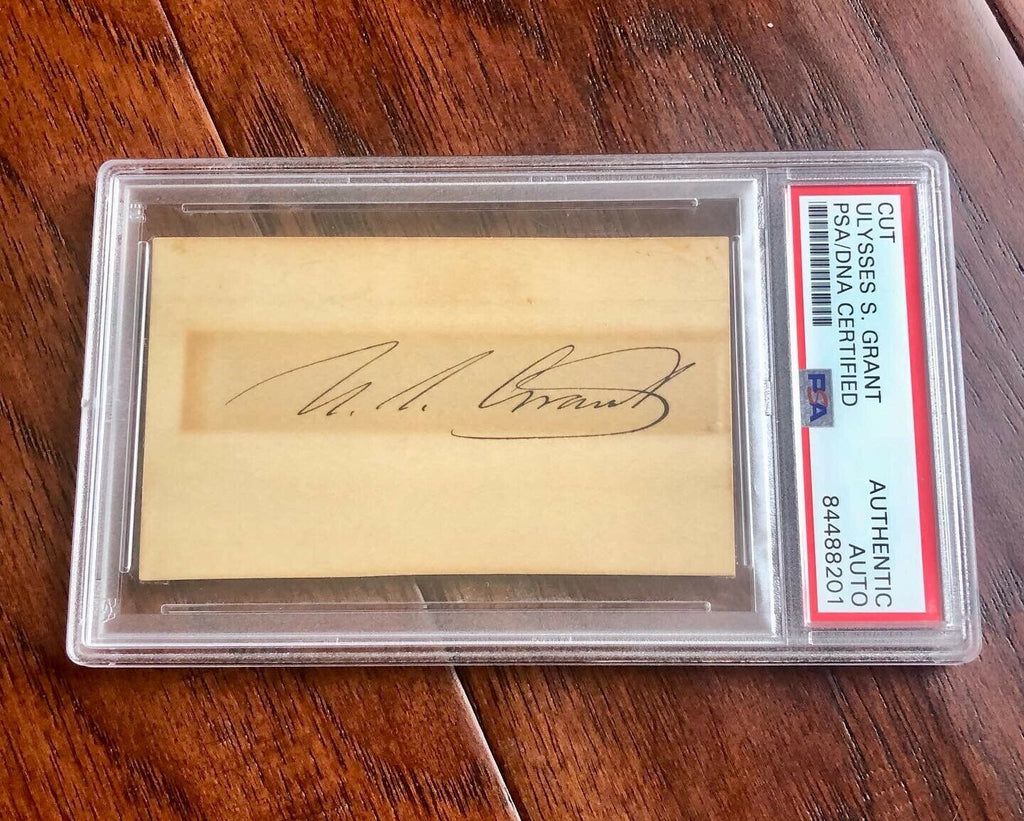 U. S. Grant
CUT
ULYSSES S. GRANT
PSA/DNA CERTIFIED
PSA
AUTHENTIC
AUTO
84488201